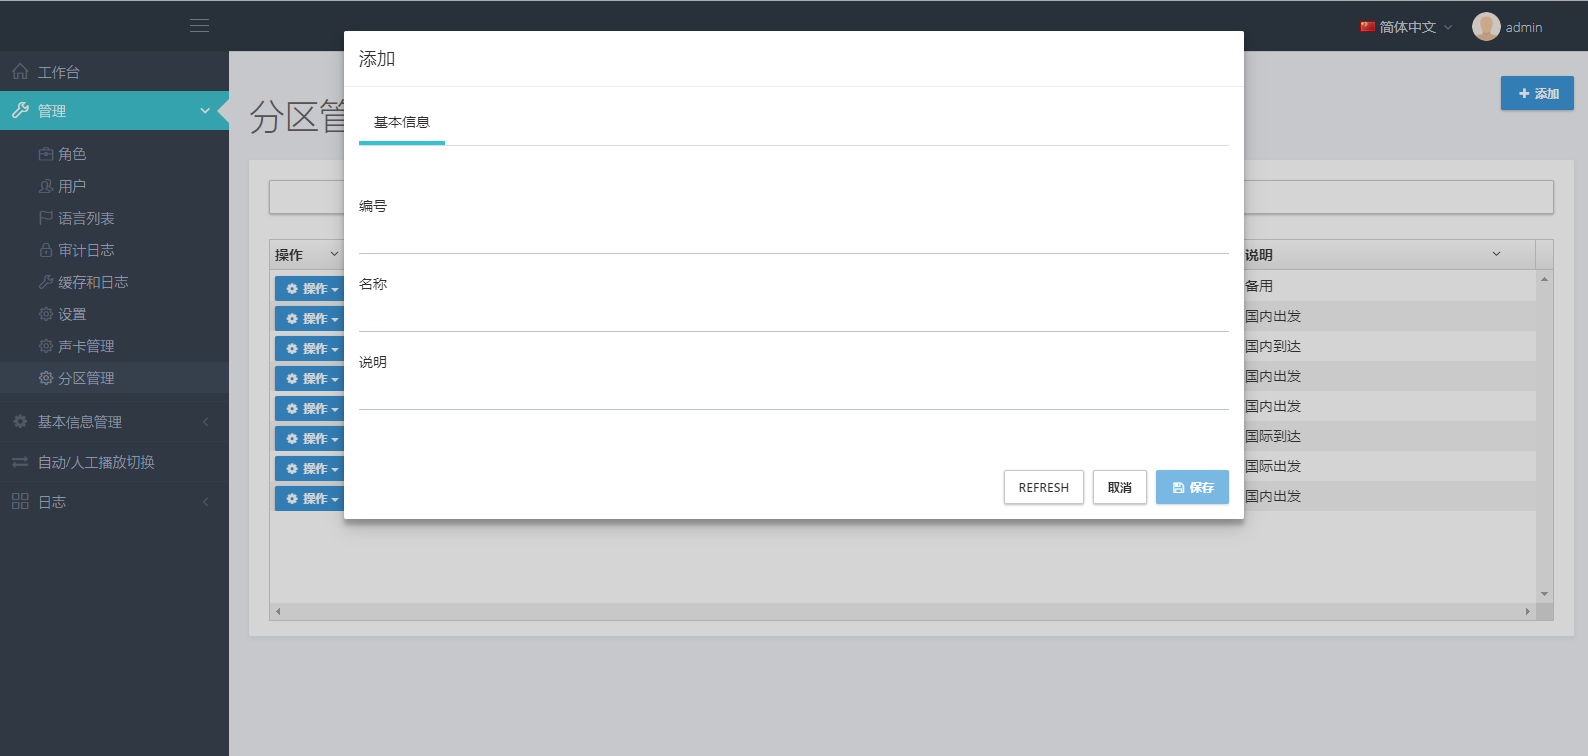 简体中文
admin
工作台
管理
角色
用户
语言列表
审计日志
缓存和日志
设置
声卡管理
分区管理
基本信息管理
自动/人工播放切换
日志
分区管
添加
操作
说明
操作
备用
操作
国内出发
操作
国内到达
操作
国内出发
操作
国内出发
操作
国际到达
操作
国际出发
操作
国内出发
添加
基本信息
编号
名称
说明
REFRESH
取消
保存